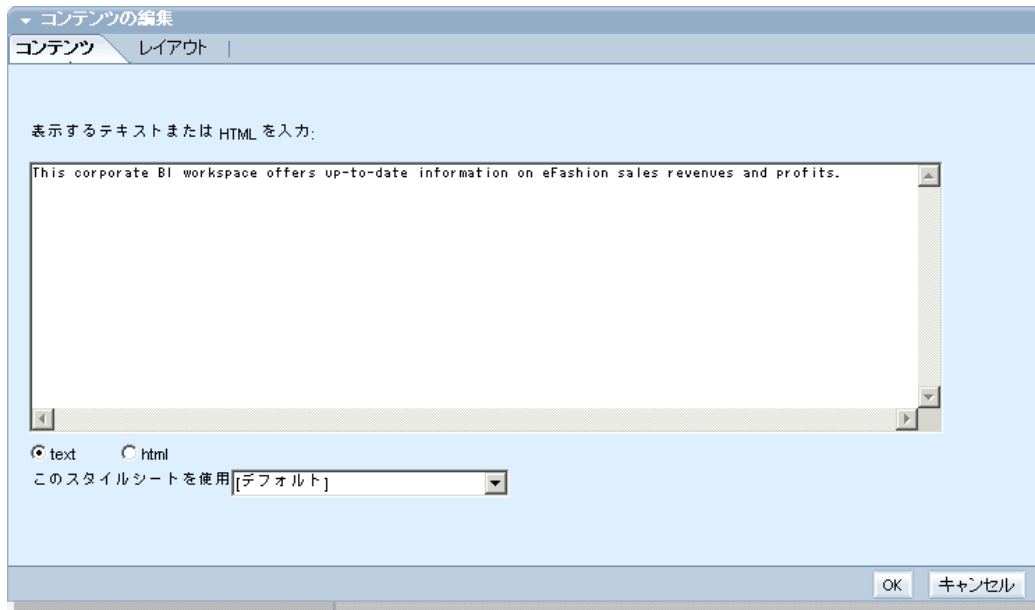 コンテンツの編集
コンテンツ レイアウト |
表示するテキストまたは HTML を入力:
This corporate BI workspace offers up-to-date information on eFashion sales revenues and profits.
text html
このスタイルシートを使用 [デフォルト]
OK キャンセル